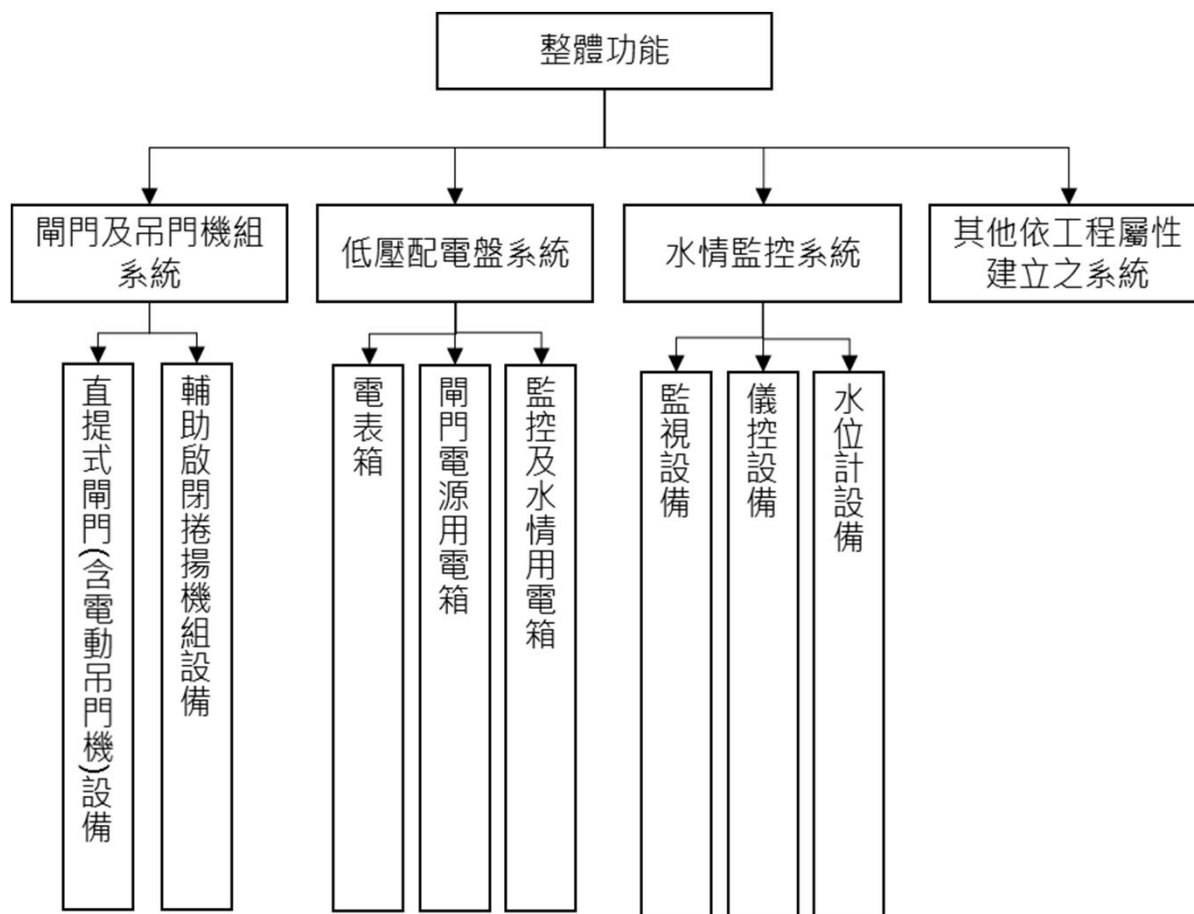 整體功能
閘門及吊門機組
系統
低壓配電盤系統
水情監控系統
其他依工程屬性
建立之系統
直提式閘門(含電動吊門機)設備
輔助啟閉捲揚機組設備
電表箱
閘門電源用電箱
監控及水情用電箱
監視設備
儀控設備
水位計設備